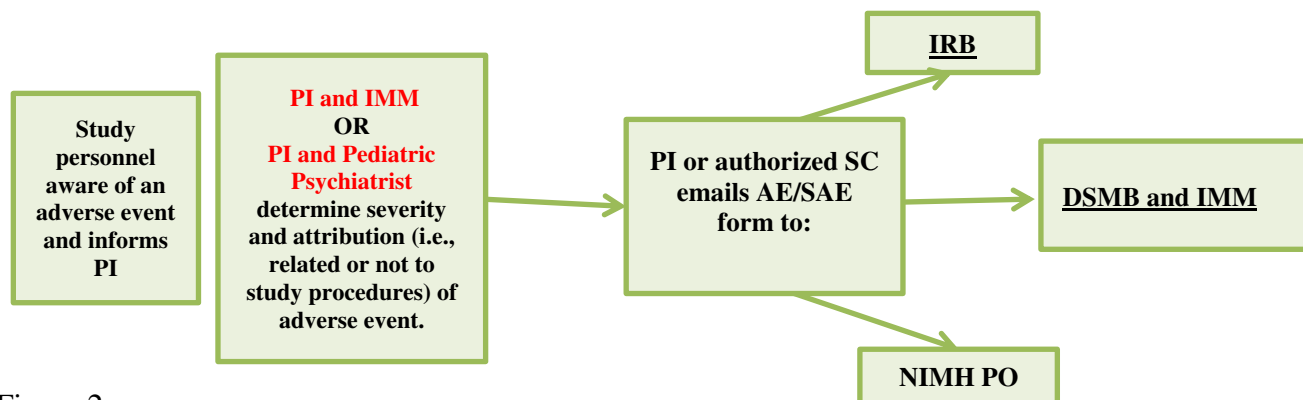 Study
personnel
aware of an
adverse event
and informs
PI
PI and IMM
OR
PI and Pediatric
Psychiatrist
determine severity
and attribution (i.e.,
related or not to
study procedures) of
adverse event.
PI or authorized SC
emails AE/SAE
form to:
IRB
DSMB and IMM
NIMH PO